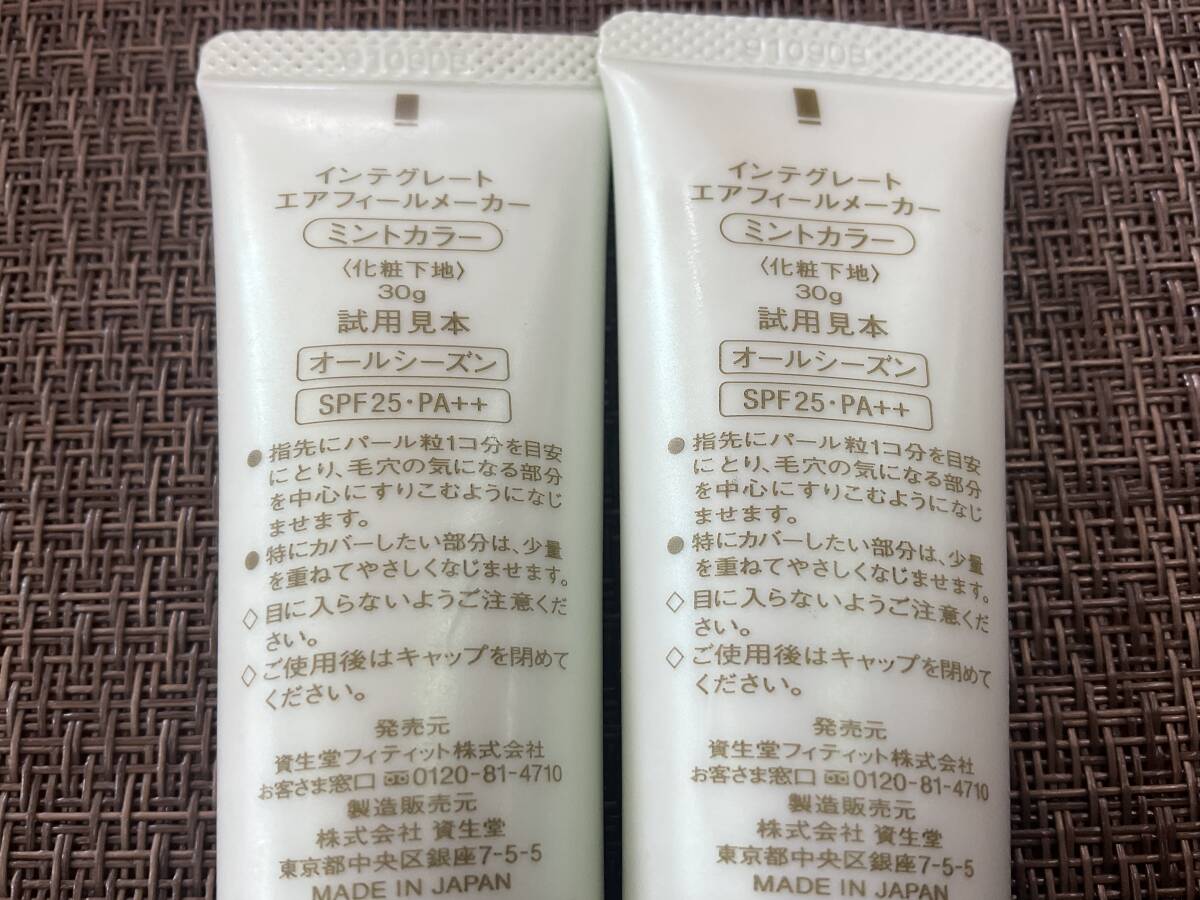 91090B
インテグレート
エアフィールメーカー
ミントカラー
〈化粧下地〉
30g
試用見本
オールシーズン
SPF25・PA++
●指先にパール粒1コ分を目安
にとり、毛穴の気になる部分
を中心にすりこむようになじ
ませます。
●特にカバーしたい部分は、少量
を重ねてやさしくなじませます。
◇目に入らないようご注意くだ
さい。
◇ご使用後はキャップを閉めて
ください。
発売元
資生堂フィティット株式会社
お客さま窓口 0120-81-4710
製造販売元
株式会社 資生堂
東京都中央区銀座7-5-5
MADE IN JAPAN
91090B
インテグレート
エアフィールメーカー
ミントカラー
〈化粧下地〉
30g
試用見本
オールシーズン
SPF25・PA++
●指先にパール粒1コ分を目安
にとり、毛穴の気になる部分
を中心にすりこむようになじ
ませます。
●特にカバーしたい部分は、少量
を重ねてやさしくなじませます。
◇目に入らないようご注意くだ
さい。
◇ご使用後はキャップを閉めて
ください。
発売元
資生堂フィティット株式会社
お客さま窓口 0120-81-4710
製造販売元
株式会社 資生堂
東京都中央区銀座7-5-5
MADE IN JAPAN